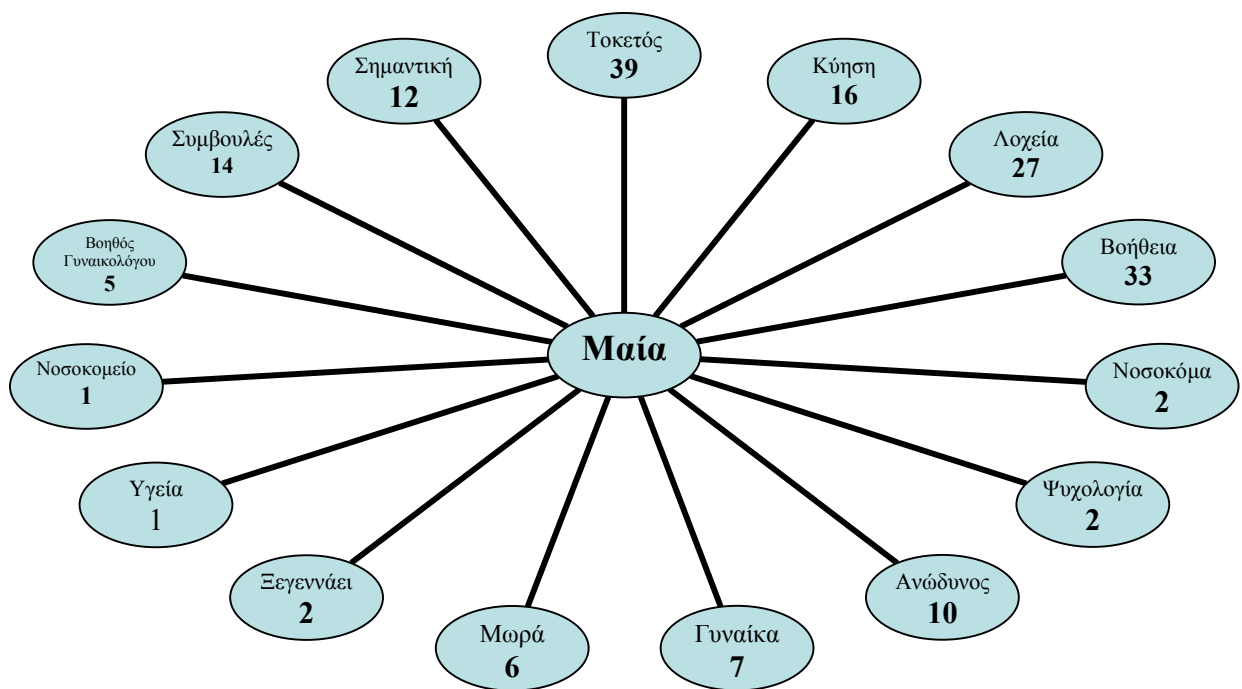 Τοκετός
39
Σημαντική
12
Κύηση
16
Συμβουλές
14
Λοχεία
27
Βοηθός
Γυναικολόγου
5
Βοήθεια
33
Μαία
Νοσοκομείο
1
Νοσοκόμα
2
Υγεία
1
Ψυχολογία
2
Ξεγεννάει
2
Ανώδυνος
10
Μωρά
6
Γυναίκα
7